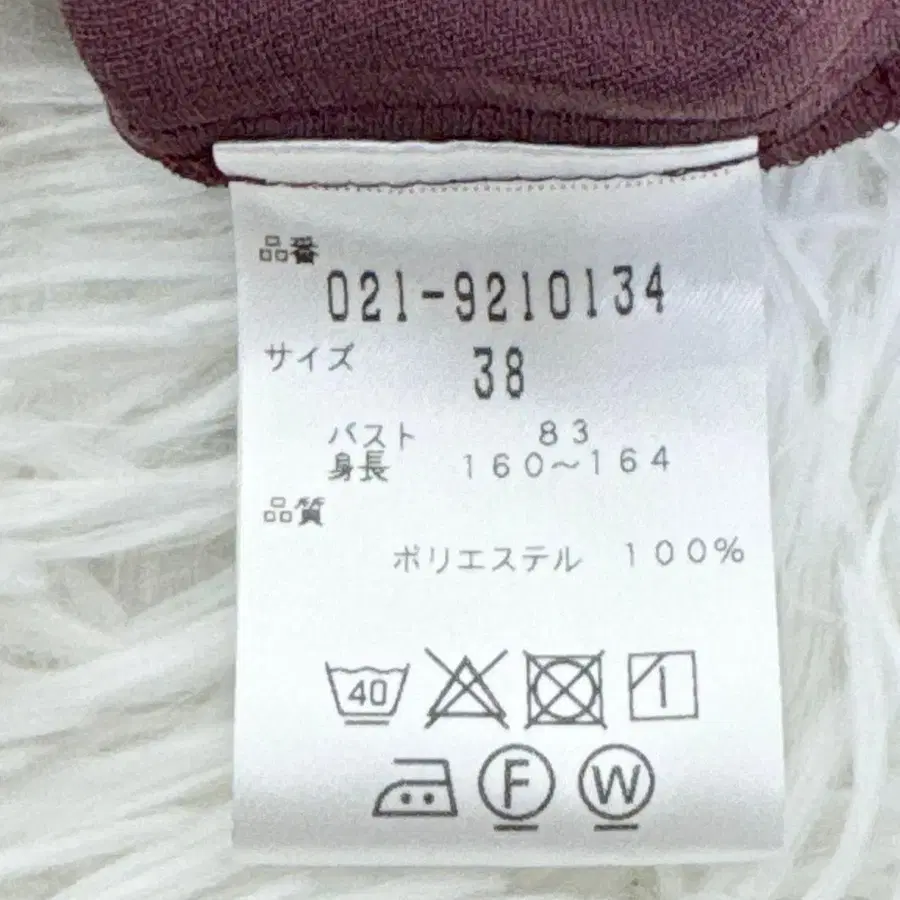 品番
021-9210134
サイズ 38
バスト 83
身長 160～164
品質
ポリエステル 100%
40
F W